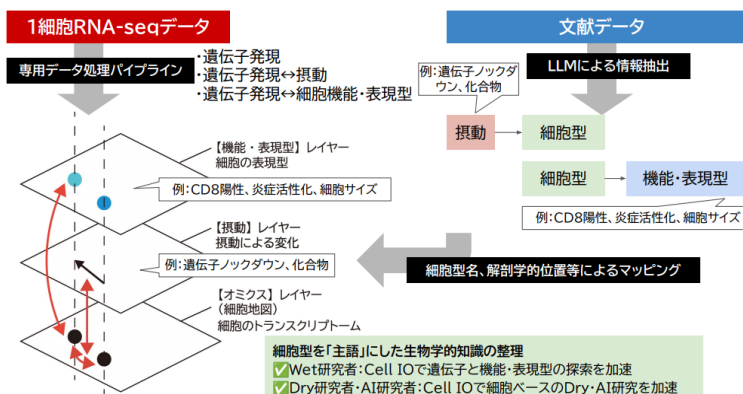 1細胞RNA-seqデータ
文献データ
専用データ処理パイプライン
・遺伝子発現
・遺伝子発現↔摂動
・遺伝子発現↔細胞機能・表現型
LLMによる情報抽出
例：遺伝子ノックダ
ウン、化合物
摂動
細胞型
細胞型
機能・表現型
例：CD8陽性、炎症活性化、細胞サイズ
【機能・表現型】レイヤー
細胞の表現型
例：CD8陽性、炎症活性化、細胞サイズ
【摂動】レイヤー
摂動による変化
例：遺伝子ノックダウン、化合物
細胞型名、解剖学的位置等によるマッピング
【オミクス】レイヤー
（細胞地図）
細胞のトランスクリプトーム
細胞型を「主語」にした生物学的知識の整理
✅Wet研究者：Cell IOで遺伝子と機能・表現型の探索を加速
✅Dry研究者・AI研究者：Cell IOで細胞ベースのDry・AI研究を加速